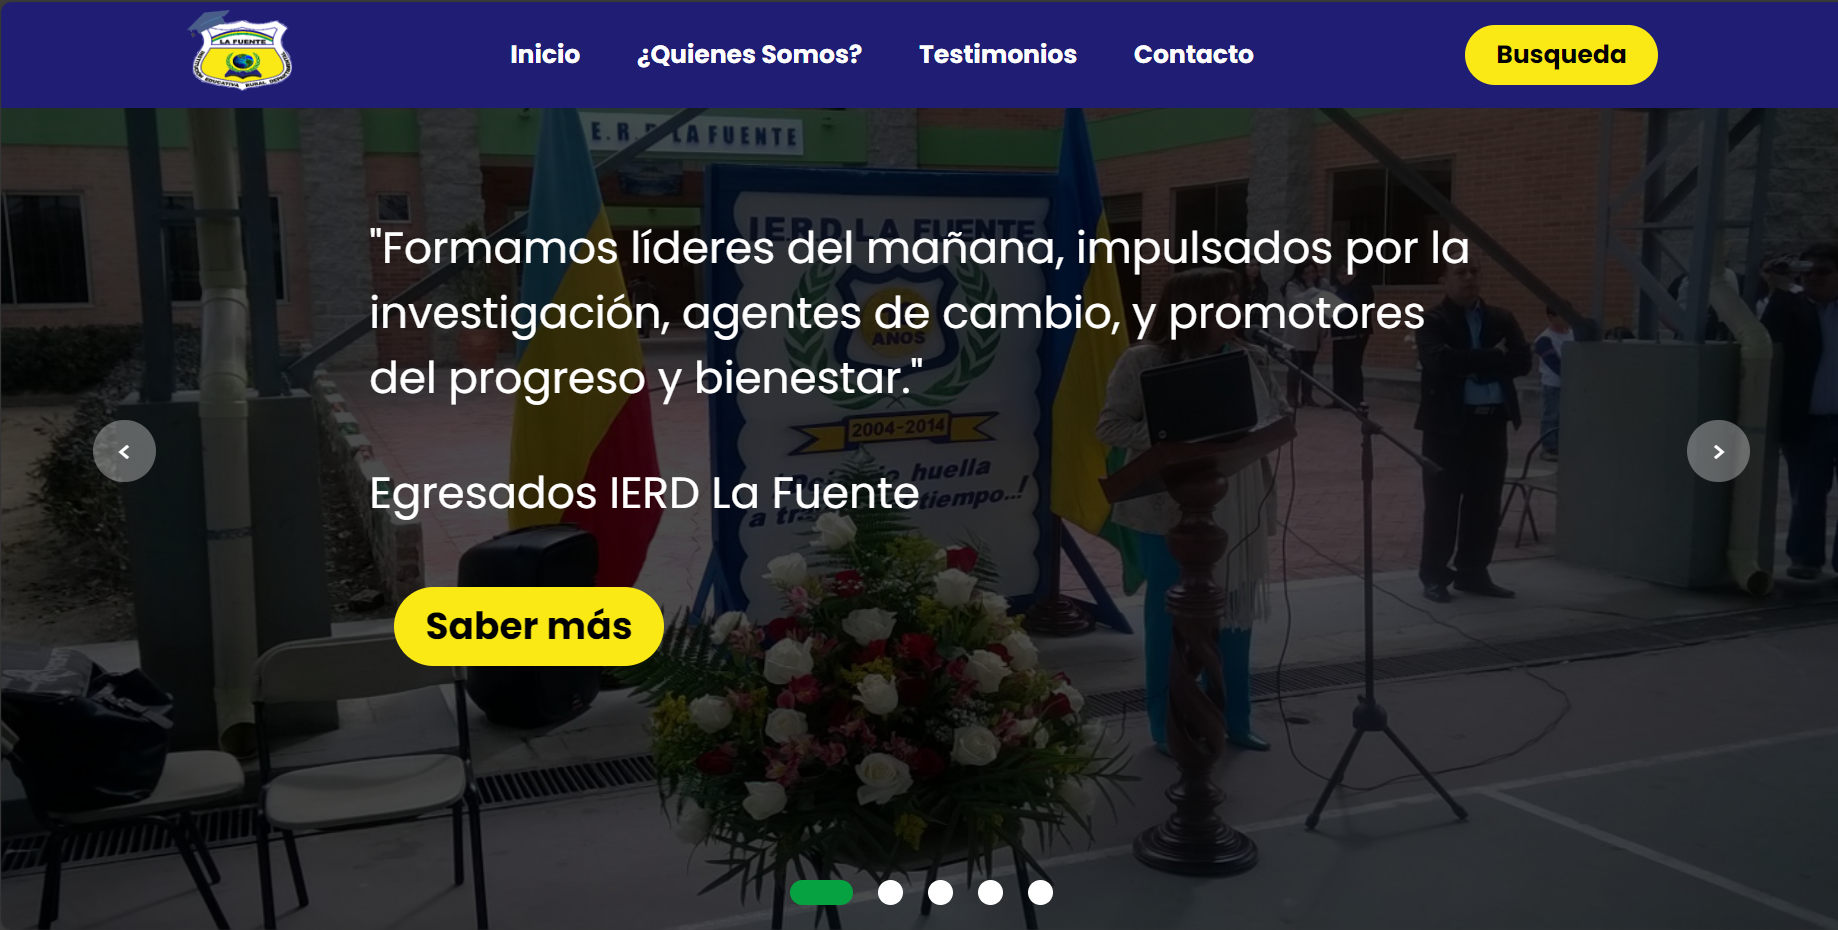 LA FUENTE
Inicio
¿Quienes Somos?
Testimonios
Contacto
Busqueda
LA FUENTE
IERD LA FUENTE
"Formamos líderes del mañana, impulsados por la
investigación, agentes de cambio, y promotores
del progreso y bienestar."
AÑOS
2004-2014
huella
tiempo...!
Egresados IERD La Fuente
Saber más